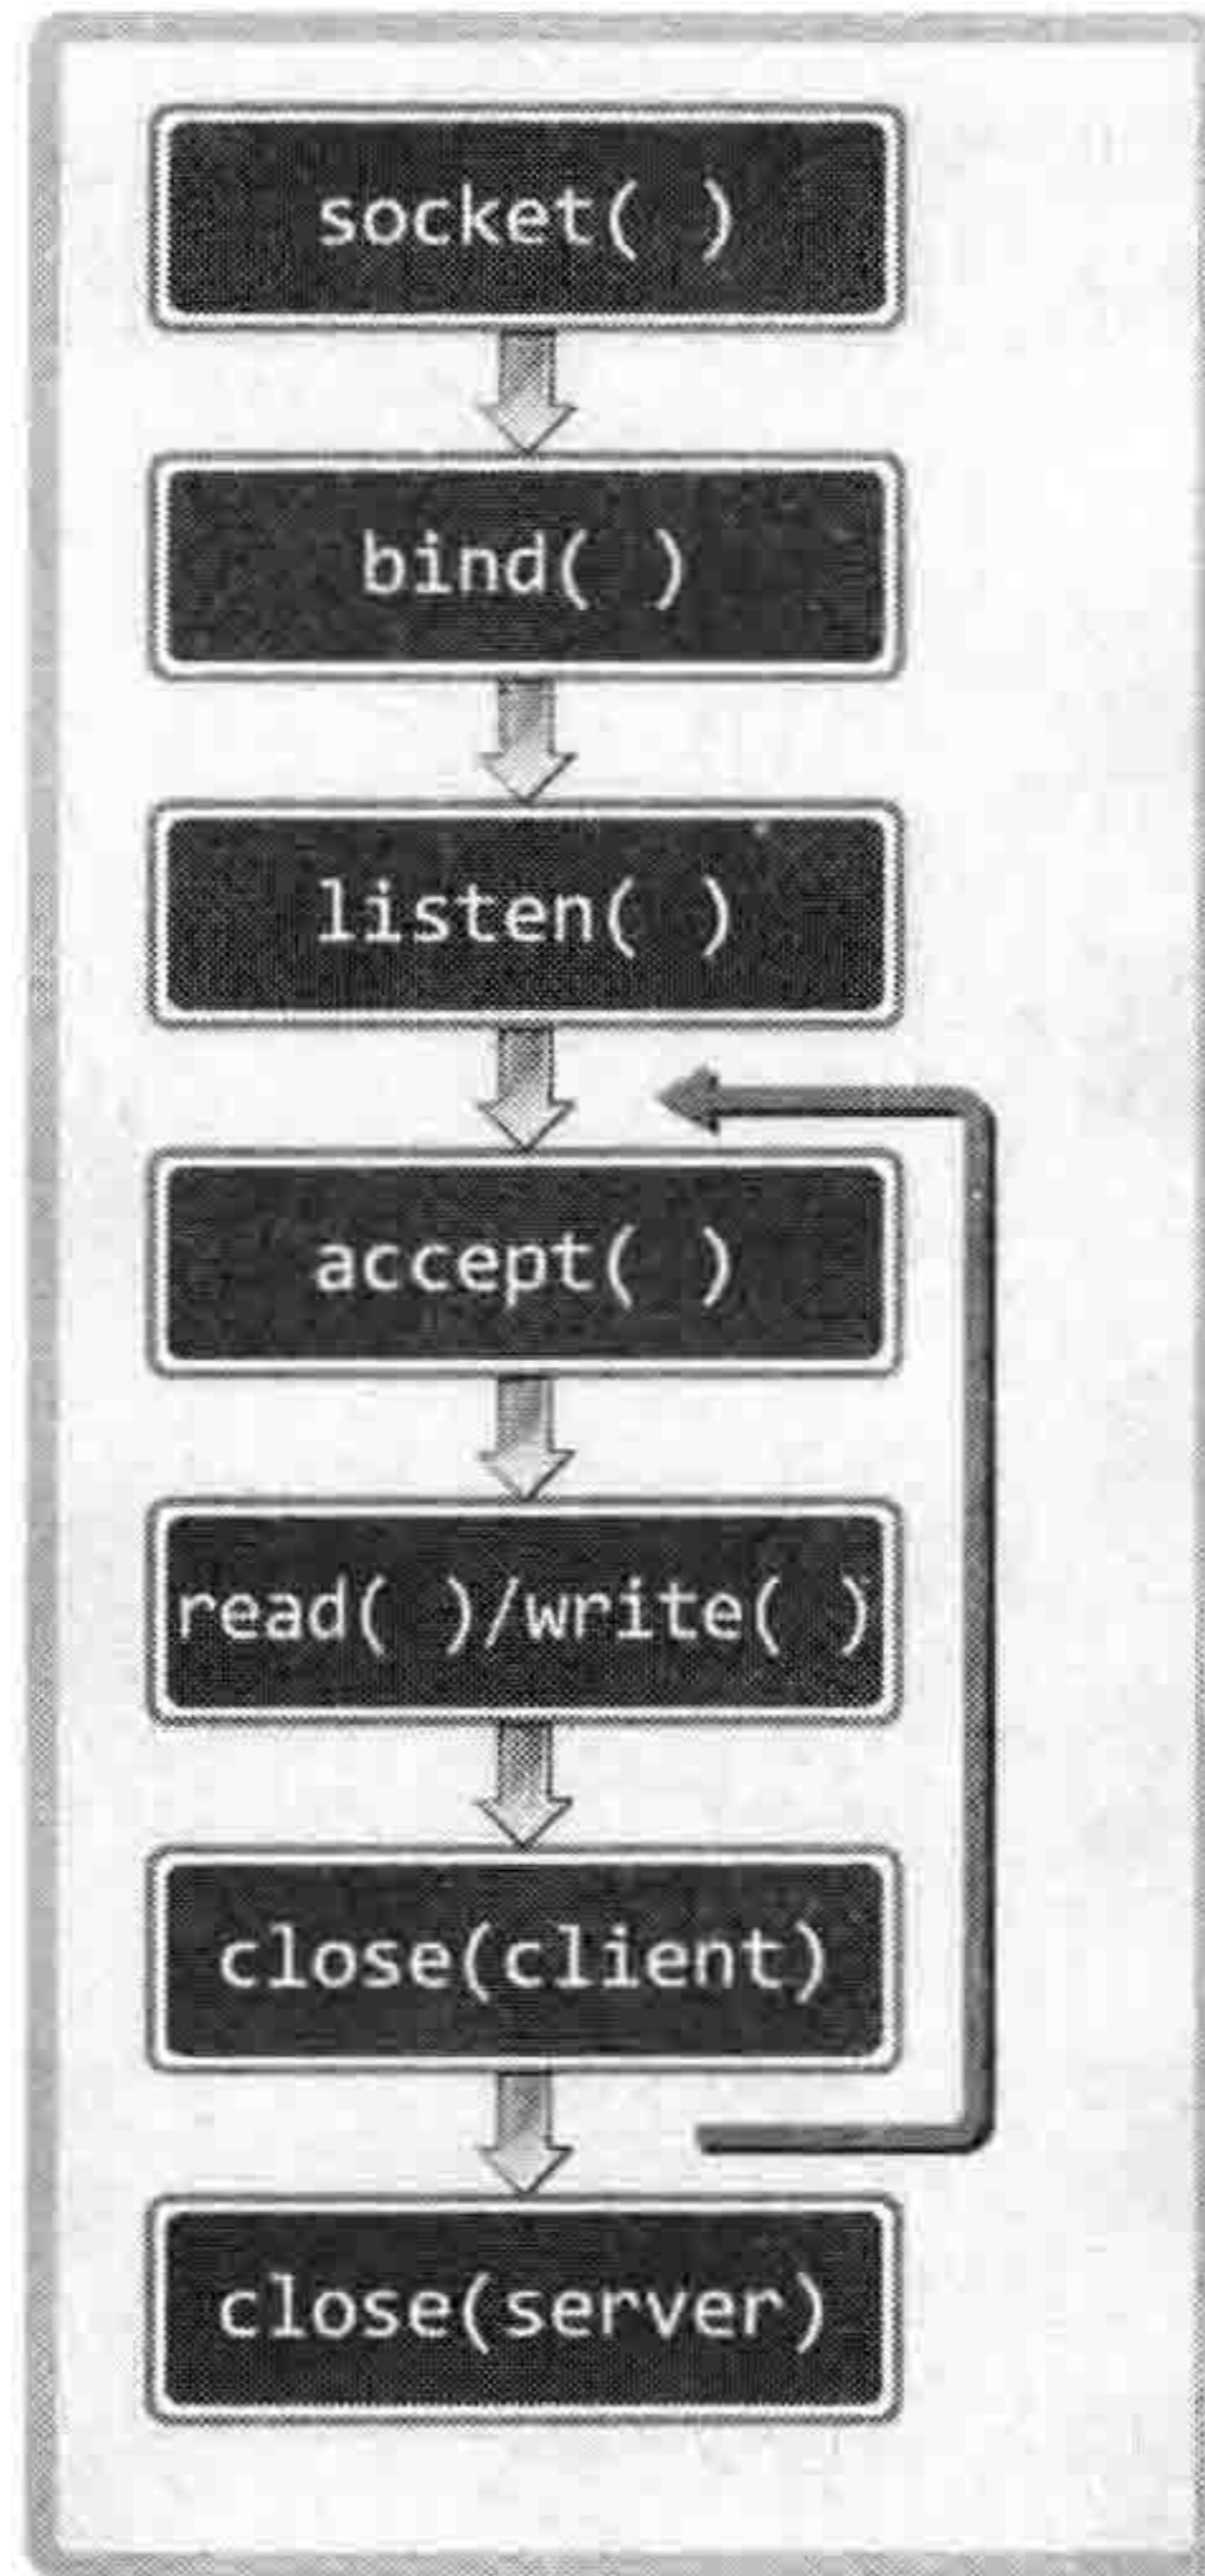 socket( )
bind( )
listen( )
accept( )
read( )/write( )
close(client)
close(server)